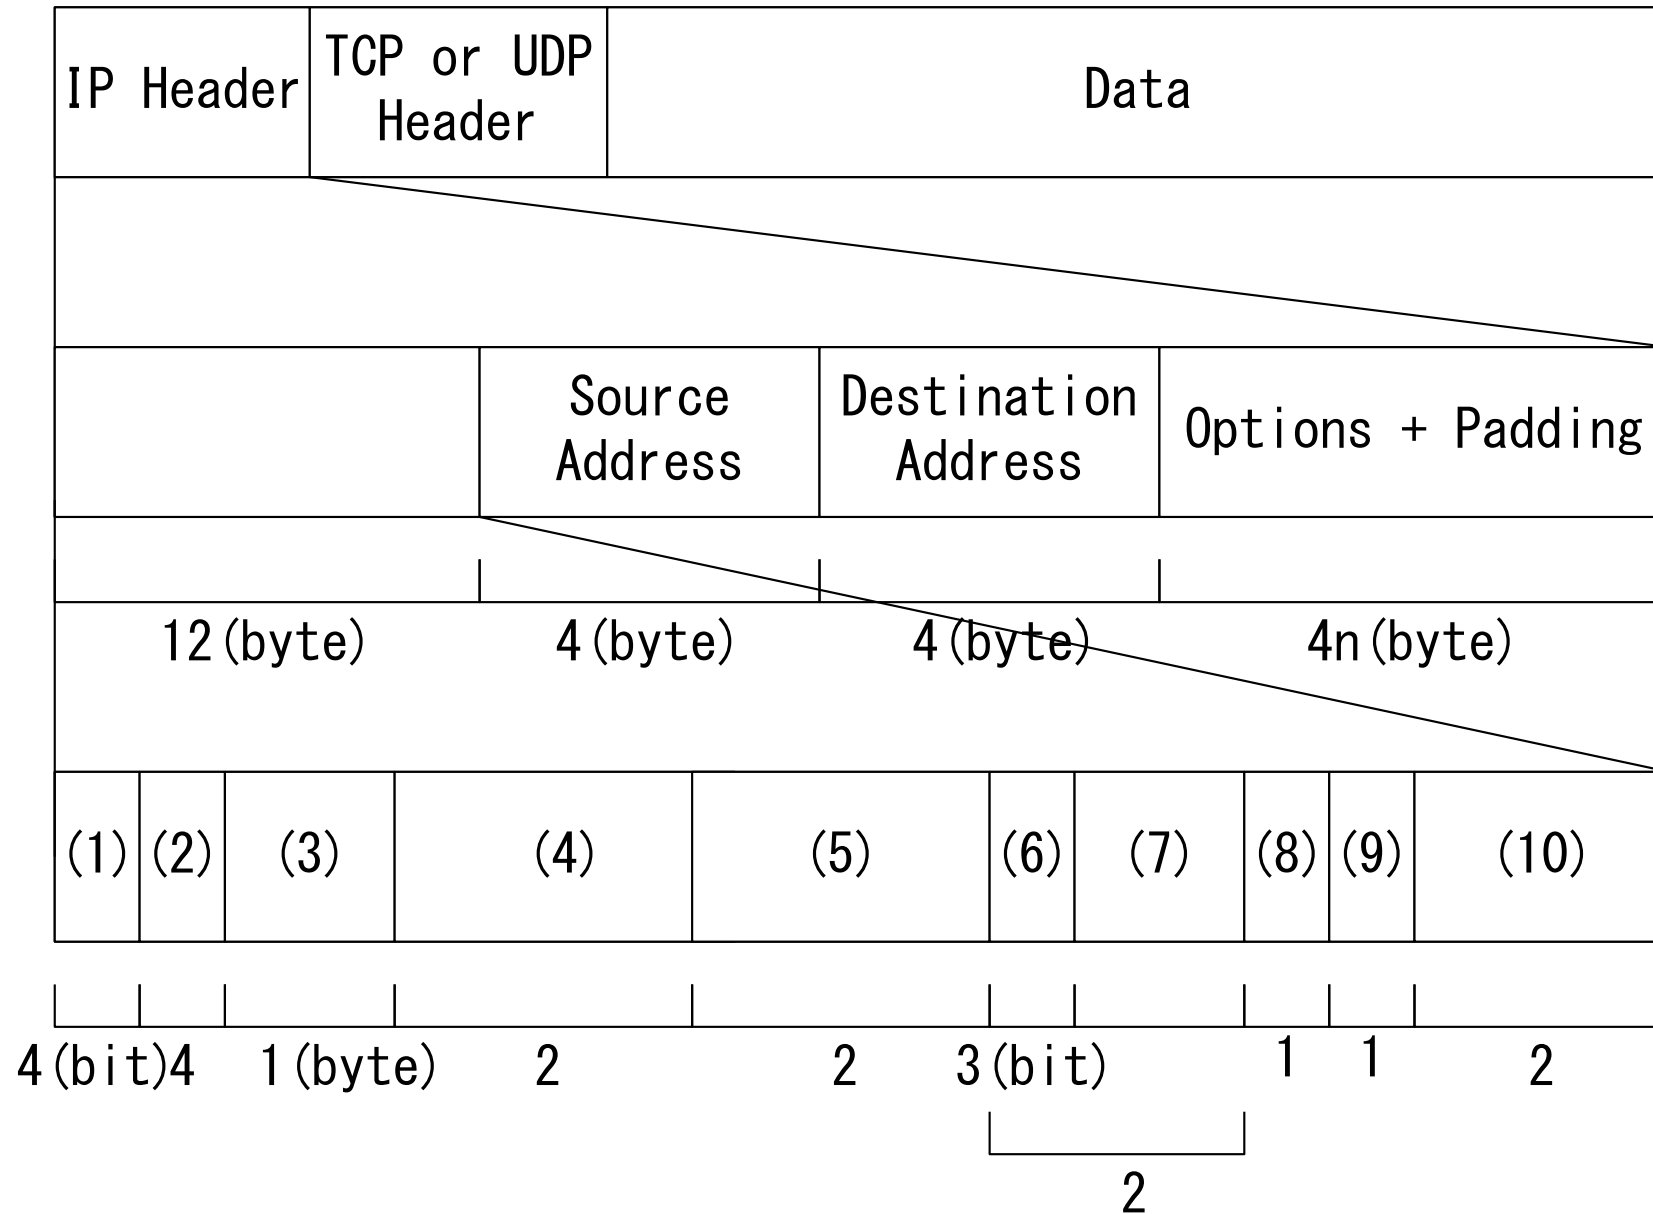 IP Header
TCP or UDP
Header
Data
Source
Address
Destination
Address
Options + Padding
12(byte)
4(byte)
4(byte)
4n(byte)
(1)
(2)
(3)
(4)
(5)
(6)
(7)
(8)
(9)
(10)
4(bit)
4
1(byte)
2
2
3(bit)
1
1
2
2